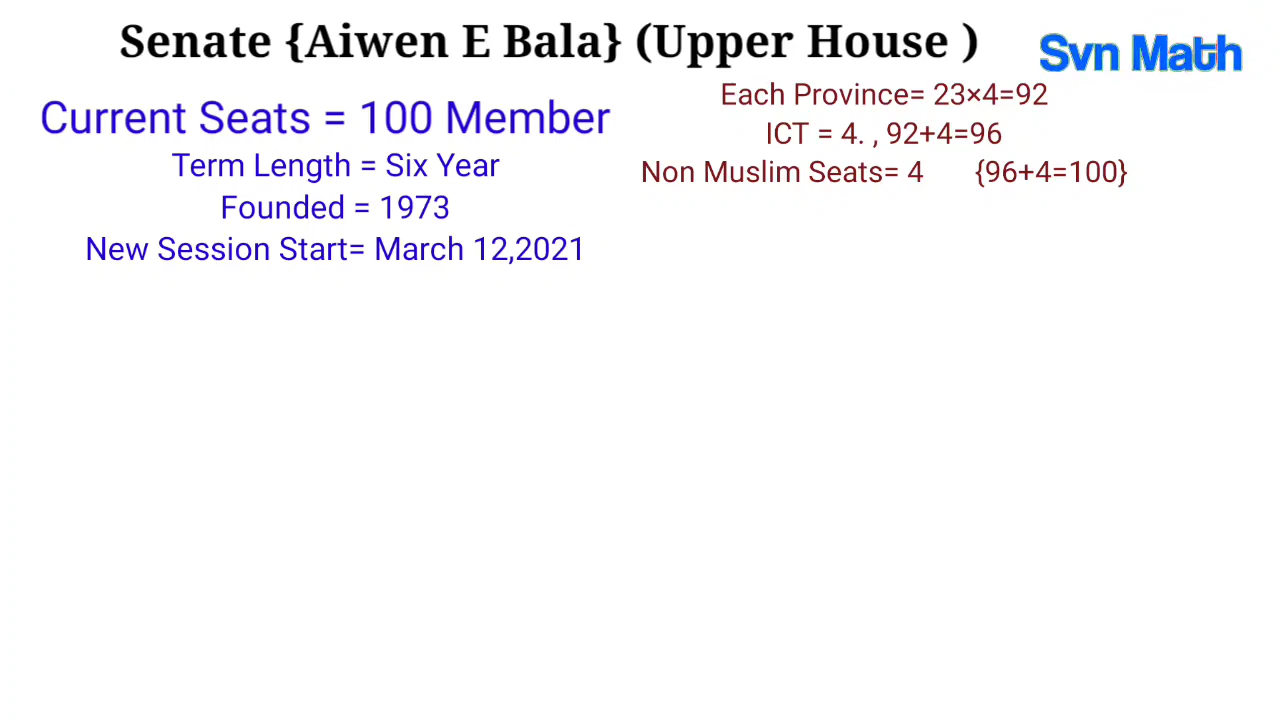 Senate {Aiwen E Bala} (Upper House )
Svn Math
Current Seats = 100 Member
Term Length = Six Year
Founded = 1973
New Session Start= March 12,2021
Each Province= 23×4=92
ICT = 4. , 92+4=96
Non Muslim Seats= 4 {96+4=100}